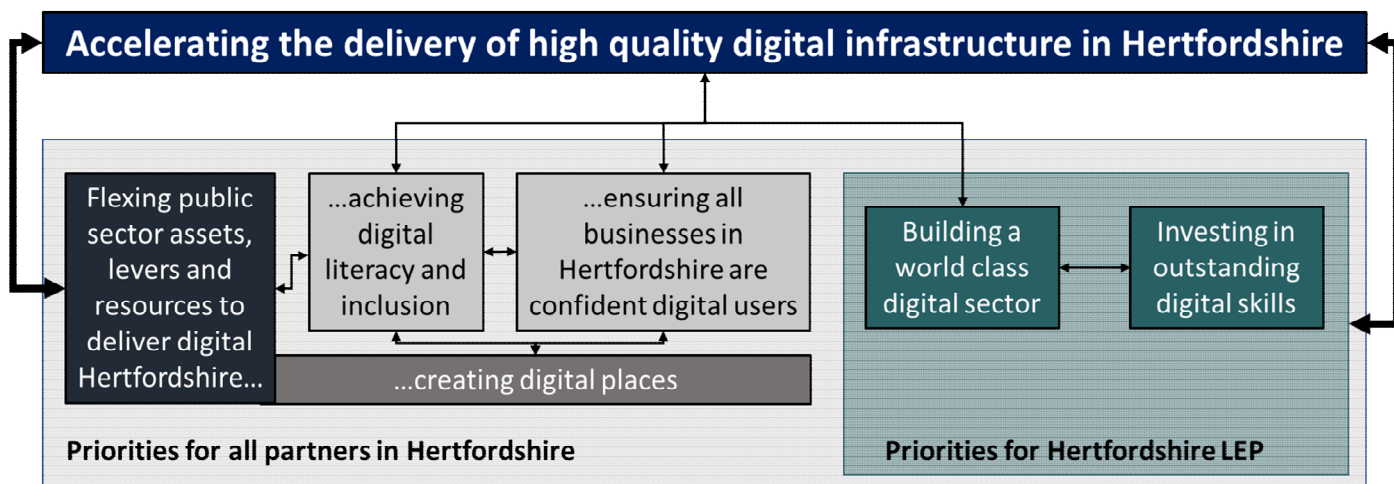 Accelerating the delivery of high quality digital infrastructure in Hertfordshire
Flexing public
sector assets,
levers and
resources to
deliver digital
Hertfordshire...
...achieving
digital
literacy and
inclusion
...ensuring all
businesses in
Hertfordshire are
confident digital users
...creating digital places
Building a
world class
digital sector
Investing in
outstanding
digital skills
Priorities for all partners in Hertfordshire
Priorities for Hertfordshire LEP